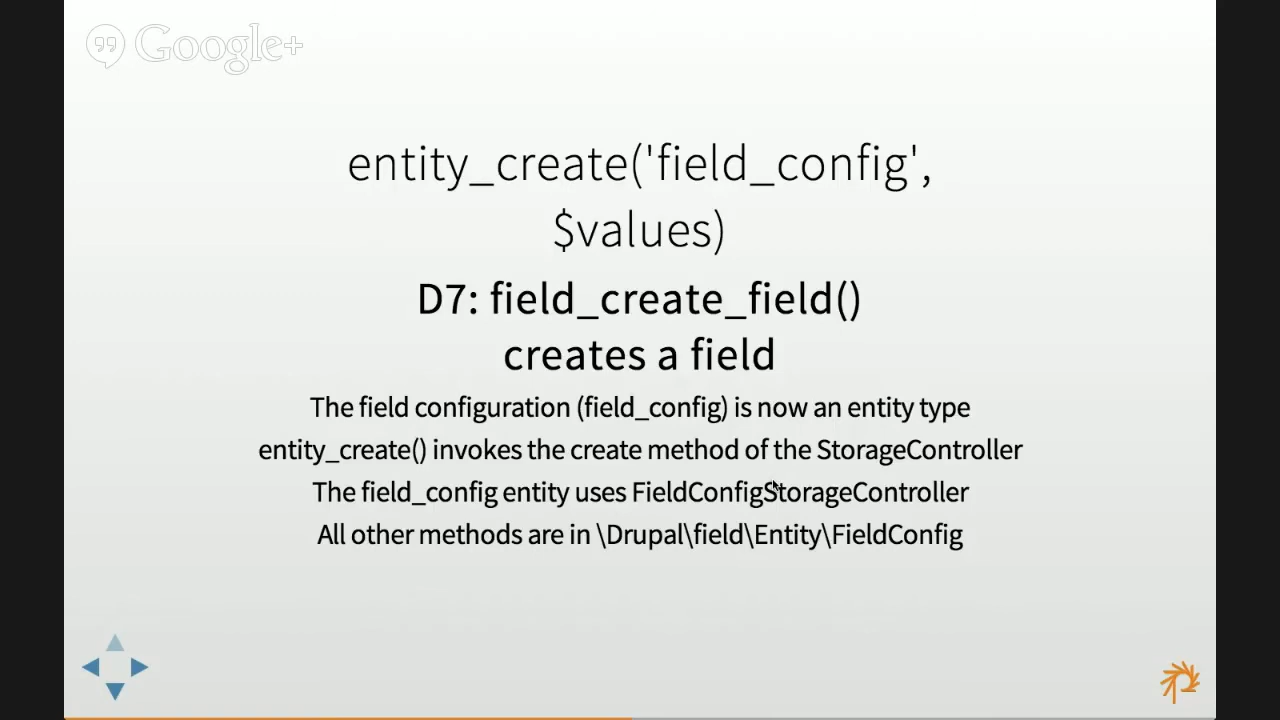 Google+
entity_create('field_config',
$values)
D7: field_create_field()
creates a field
The field configuration (field_config) is now an entity type
entity_create() invokes the create method of the StorageController
The field_config entity uses FieldConfigStorageController
All other methods are in \Drupal\field\Entity\FieldConfig